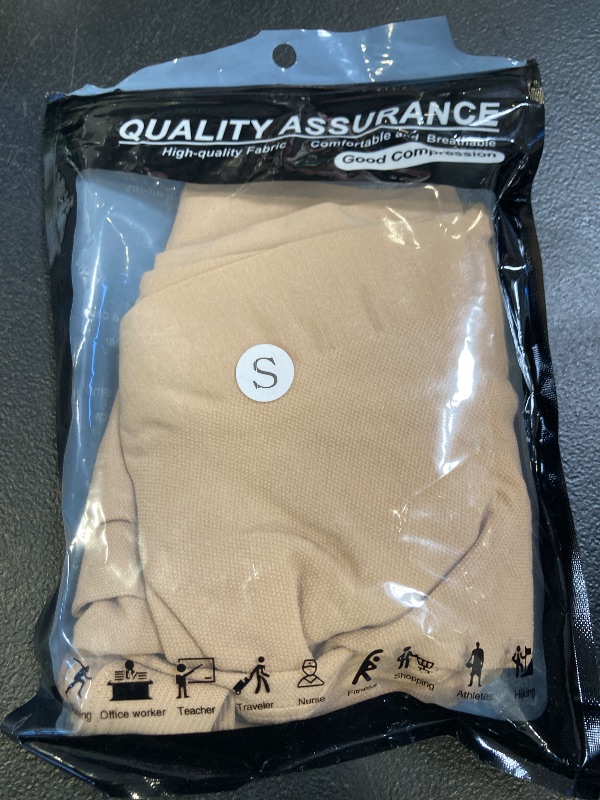 QUALITY ASSURANCE
High-quality Fabric Comfortable and Breathable
Good Compression
S
Office worker
Teacher
Traveler
Nurse
Fitness
Shopping
Athletes
Hiking